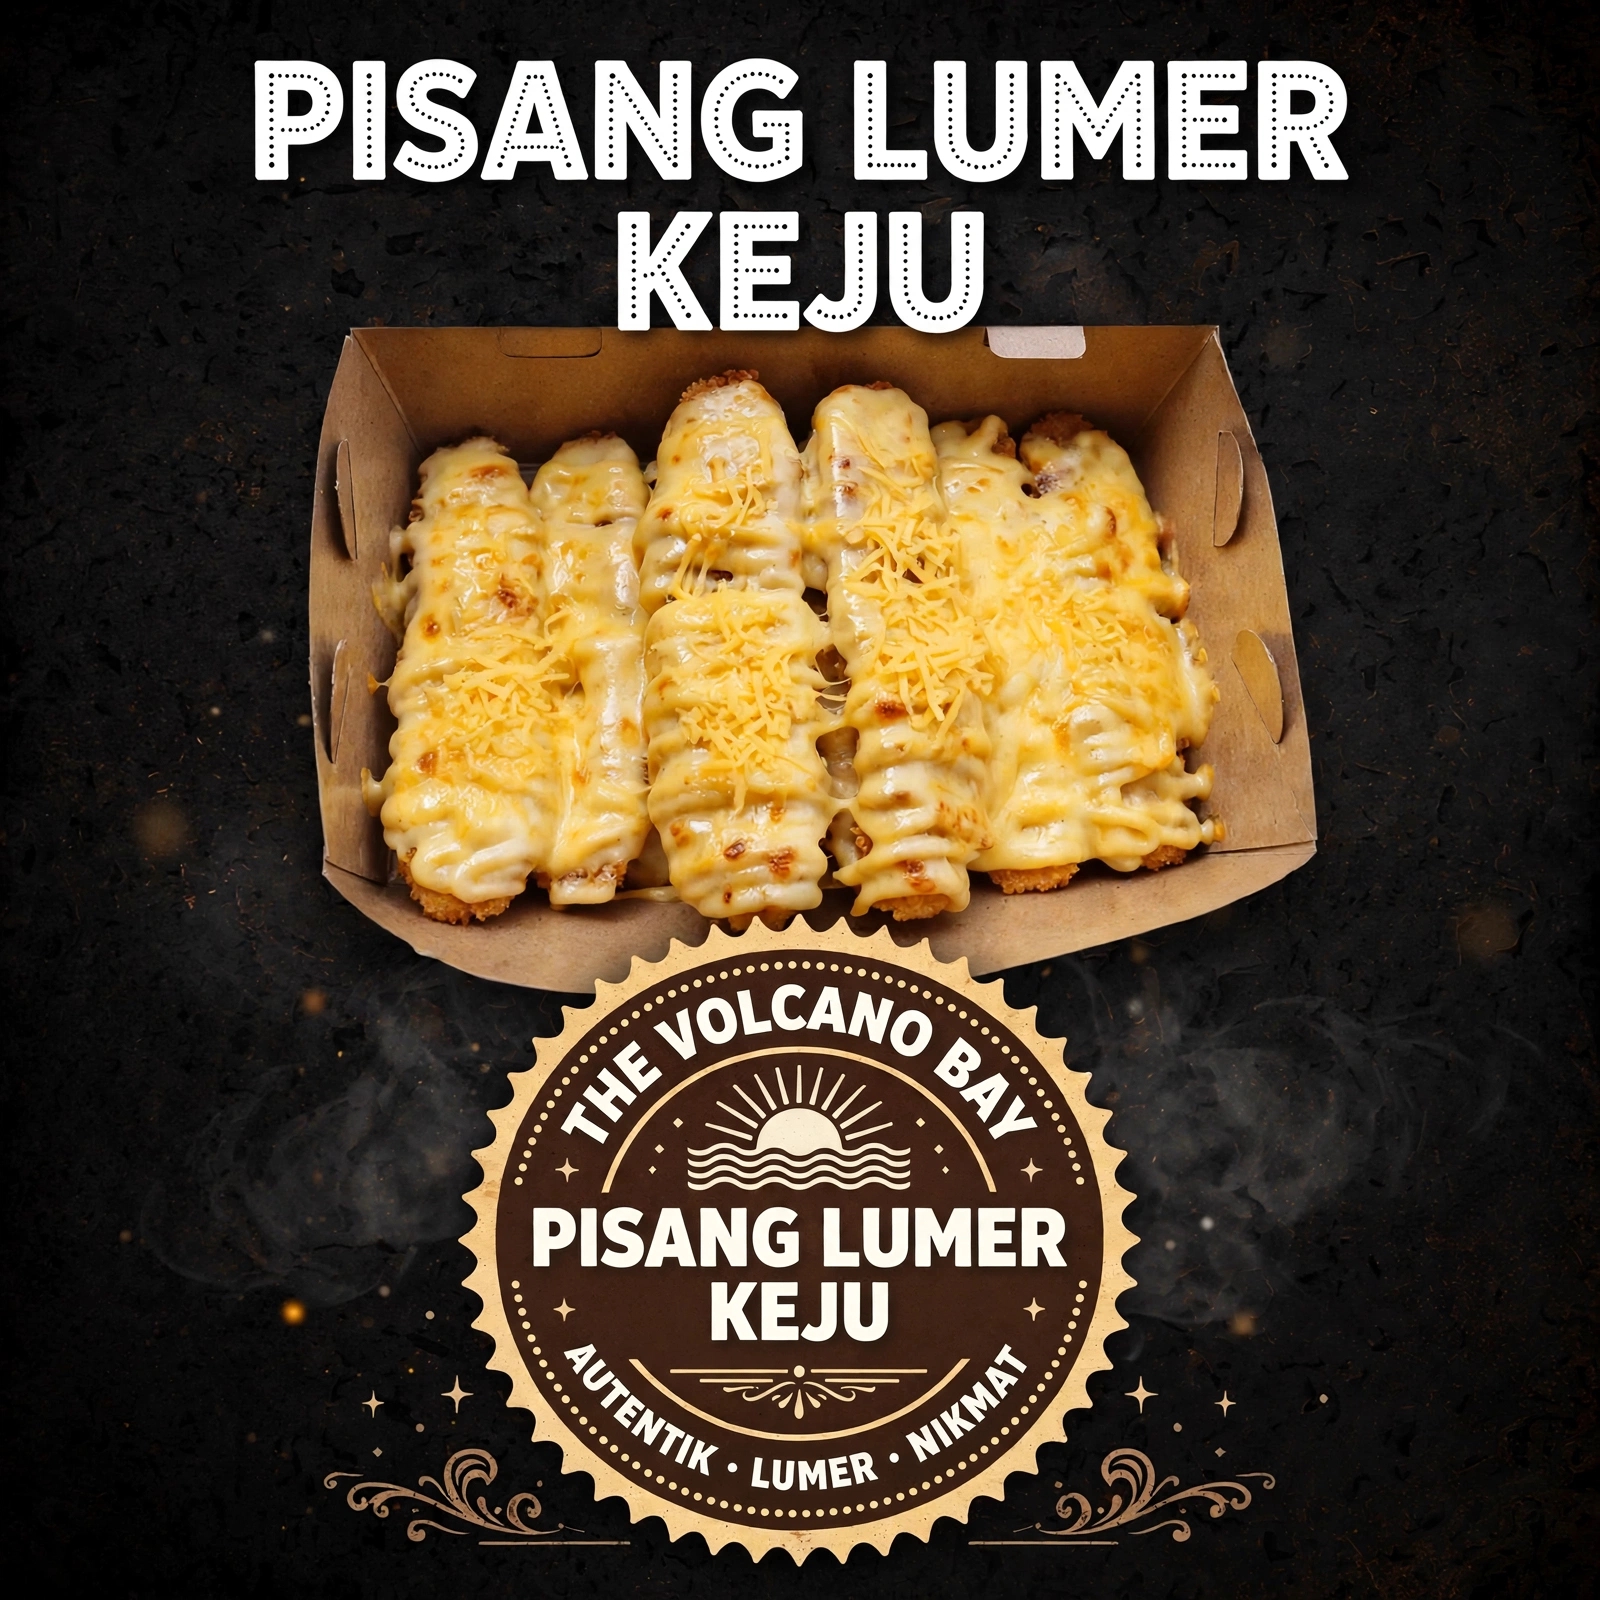 PISANG LUMER
KEJU
THE VOLCANO BAY
PISANG LUMER
KEJU
AUTENTIK • LUMER • NIKMAT